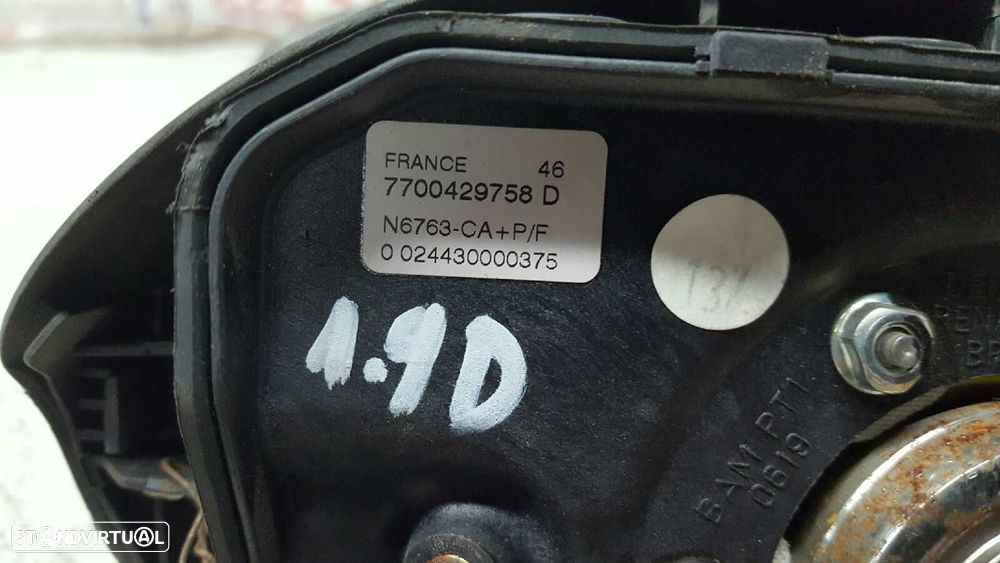 FRANCE 46
7700429758 D
N6763-CA+P/F
0 024430000375
1.9D
BAM PT1
0619
STANDVIRTUAL